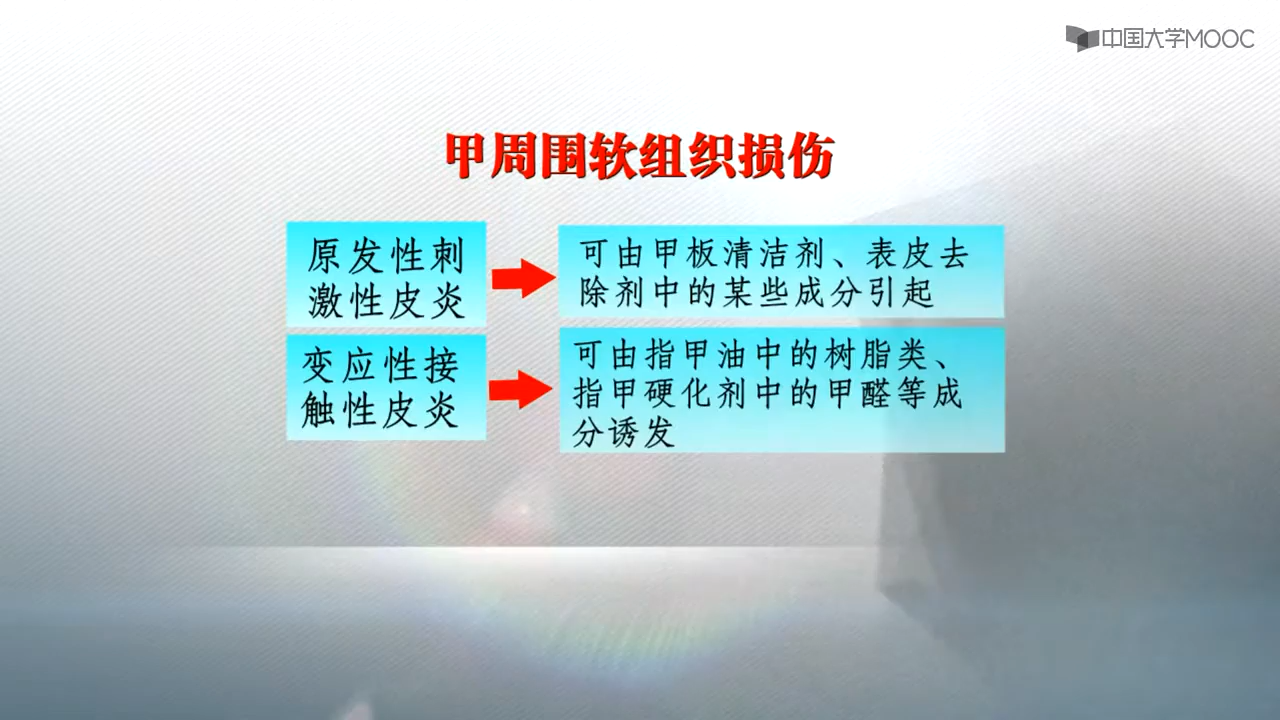 中国大学MOOC
甲周围软组织损伤
原发性刺
激性皮炎
可由甲板清洁剂、表皮去
除剂中的某些成分引起
变应性接
触性皮炎
可由指甲油中的树脂类、
指甲硬化剂中的甲醛等成
分诱发